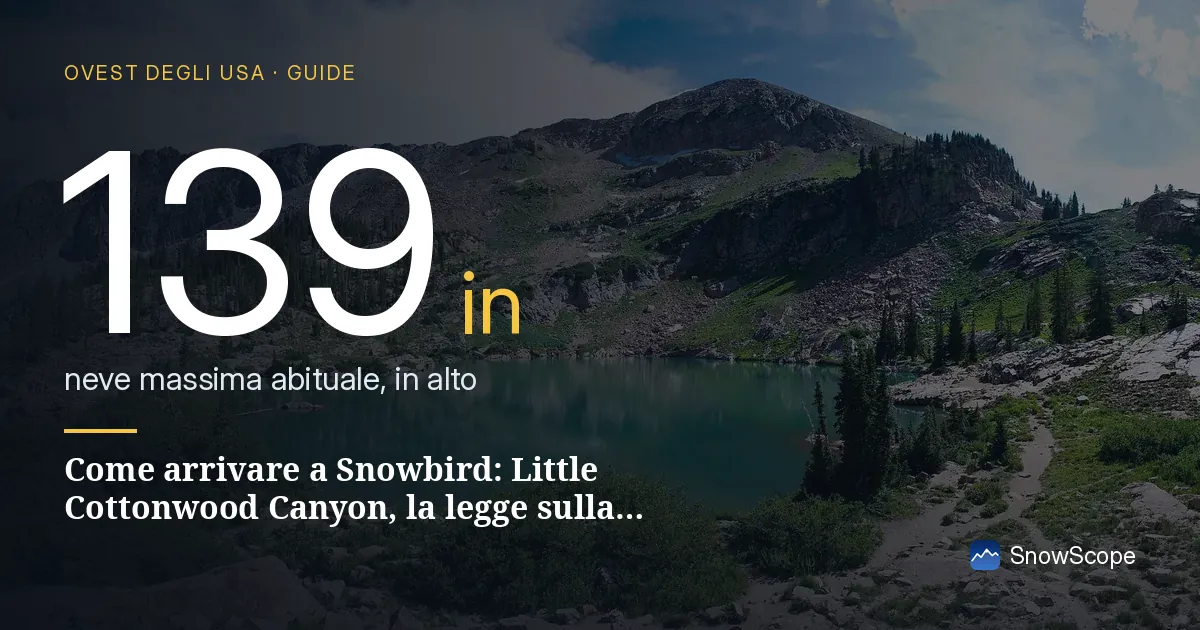 OVEST DEGLI USA · GUIDE
139 in
neve massima abituale, in alto
Come arrivare a Snowbird: Little
Cottonwood Canyon, la legge sulla...
SnowScope